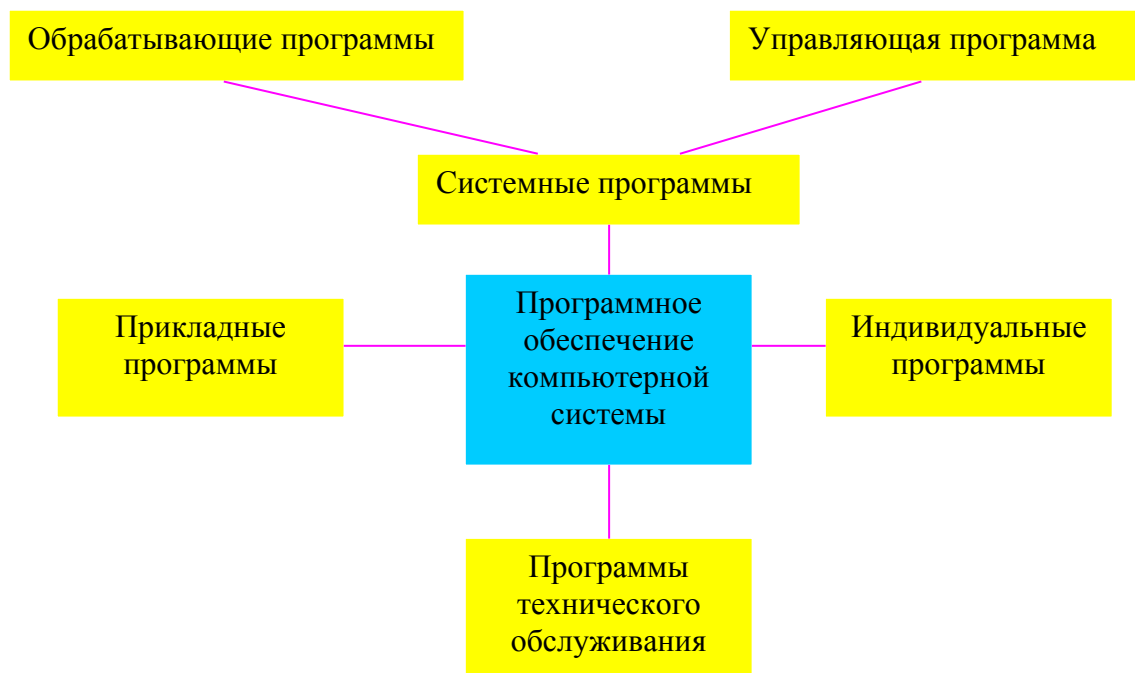 Обрабатывающие программы
Управляющая программа
Системные программы
Прикладные
программы
Программное
обеспечение
компьютерной
системы
Индивидуальные
программы
Программы
технического
обслуживания